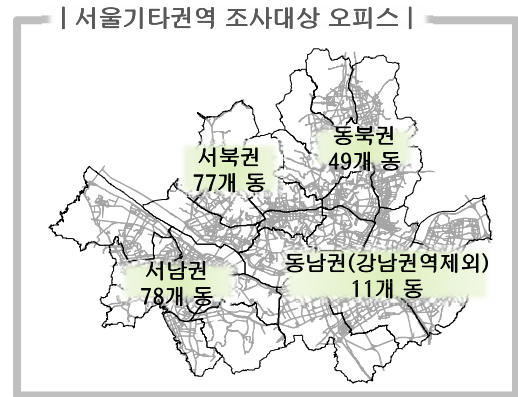 | 서울기타권역 조사대상 오피스 |
동북권
49개 동
서북권
77개 동
동남권(강남권역제외)
11개 동
서남권
78개 동